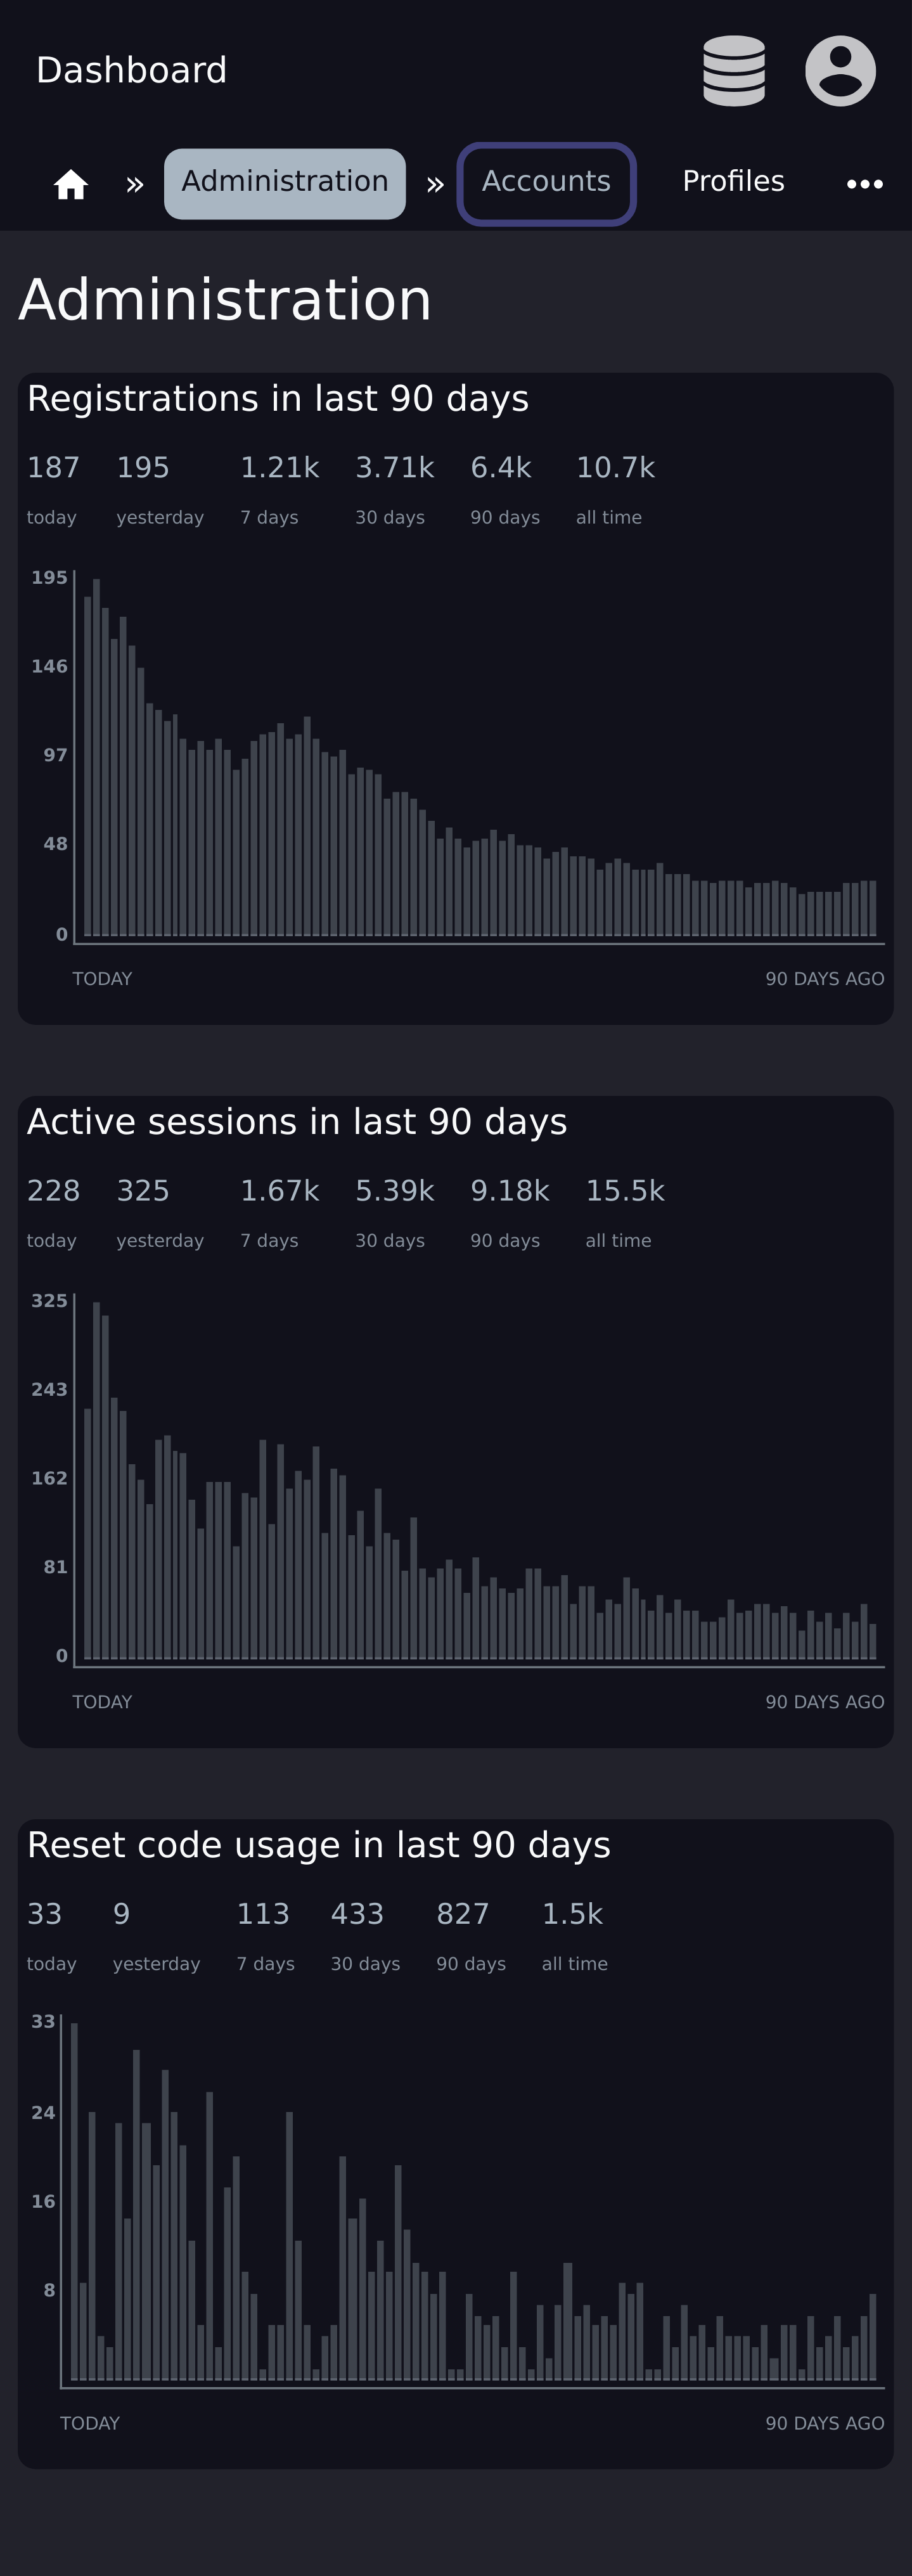 Dashboard
» Administration » Accounts Profiles •••
Administration
Registrations in last 90 days
187 195 1.21k 3.71k 6.4k 10.7k
today yesterday 7 days 30 days 90 days all time
195
146
97
48
0
TODAY 90 DAYS AGO
Active sessions in last 90 days
228 325 1.67k 5.39k 9.18k 15.5k
today yesterday 7 days 30 days 90 days all time
325
243
162
81
0
TODAY 90 DAYS AGO
Reset code usage in last 90 days
33 9 113 433 827 1.5k
today yesterday 7 days 30 days 90 days all time
33
24
16
8
TODAY 90 DAYS AGO